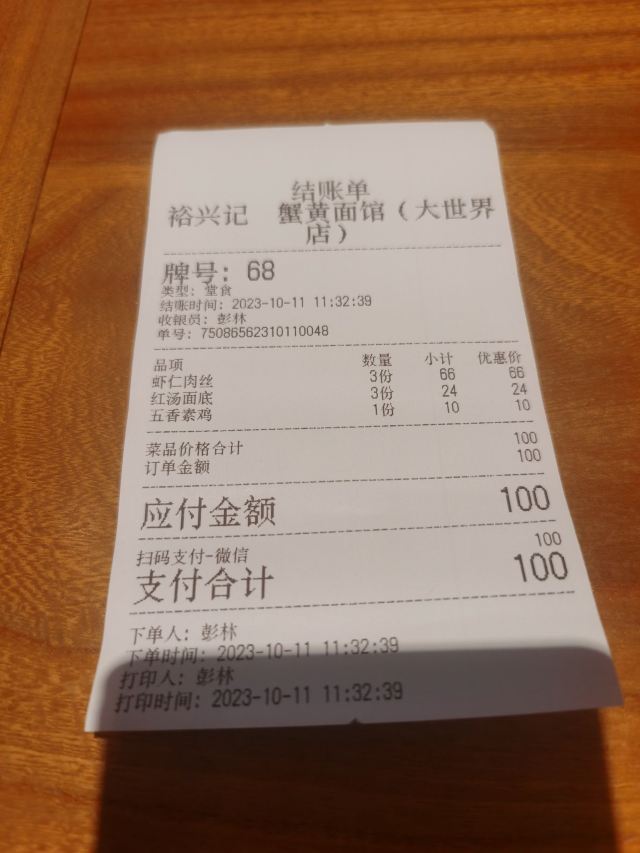 结账单
裕兴记 蟹黄面馆（大世界
店）
牌号: 68
类型: 堂食
结账时间: 2023-10-11 11:32:39
收银员: 彭林
单号: 75086562310110048
品项 数量 小计 优惠价
虾仁肉丝 3份 66 66
红汤面底 3份 24 24
五香素鸡 1份 10 10
菜品价格合计 100
订单金额 100
应付金额 100
扫码支付-微信 100
支付合计 100
下单人: 彭林
下单时间: 2023-10-11 11:32:39
打印人: 彭林
打印时间: 2023-10-11 11:32:39